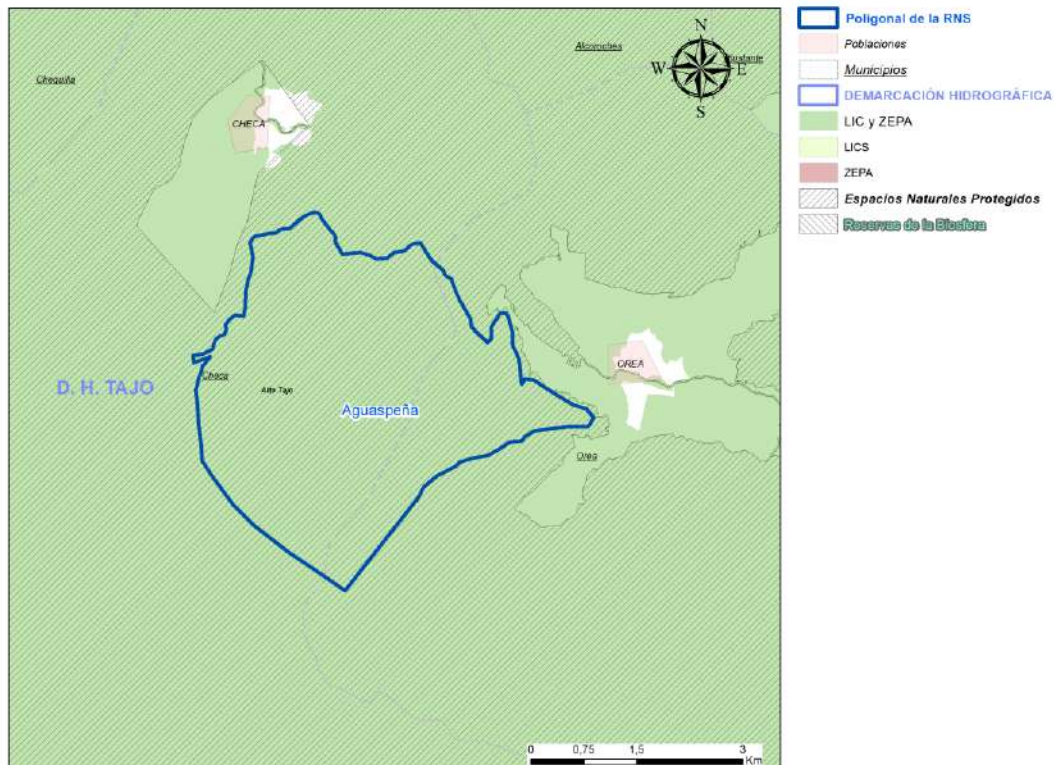 Chequilla
Alcoroches
N
W
E
S
CHECA
OREA
Checa
Alto Tajo
D. H. TAJO
Aguaspeña
Orea
0 0,75 1,5 3
Km
Poligonal de la RNS
Poblaciones
Municipios
DEMARCACIÓN HIDROGRÁFICA
LIC y ZEPA
LICS
ZEPA
Espacios Naturales Protegidos
Reservas de la Biosfera